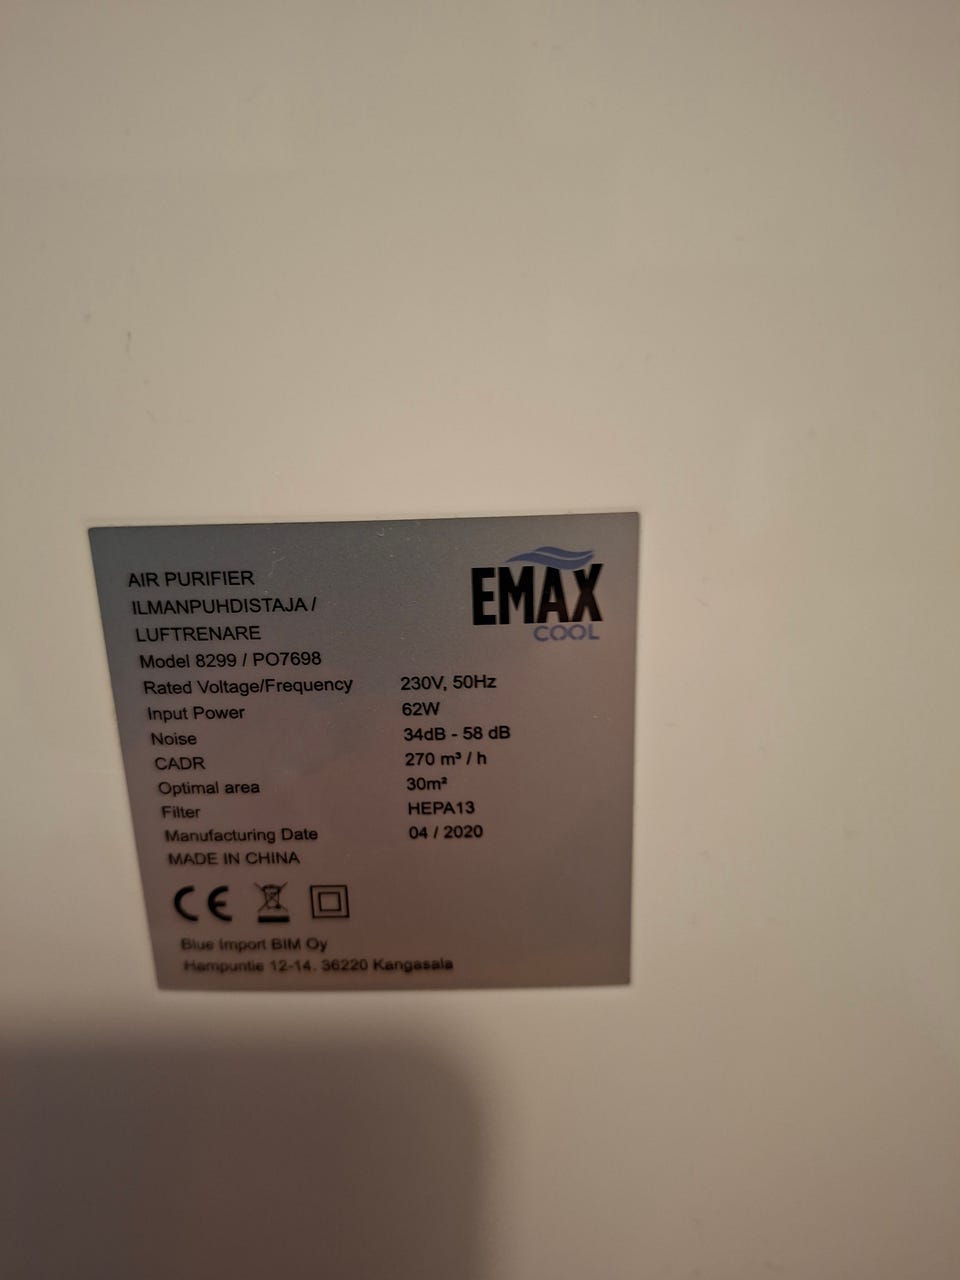 EMAX
COOL
AIR PURIFIER
ILMANPUHDISTAJA /
LUFTRENARE
Model 8299 / PO7698
Rated Voltage/Frequency 230V, 50Hz
Input Power 62W
Noise 34dB - 58 dB
CADR 270 m³ / h
Optimal area 30m²
Filter HEPA13
Manufacturing Date 04 / 2020
MADE IN CHINA
CE
Blue Import BIM Oy
Hampuntie 12-14. 36220 Kangasala